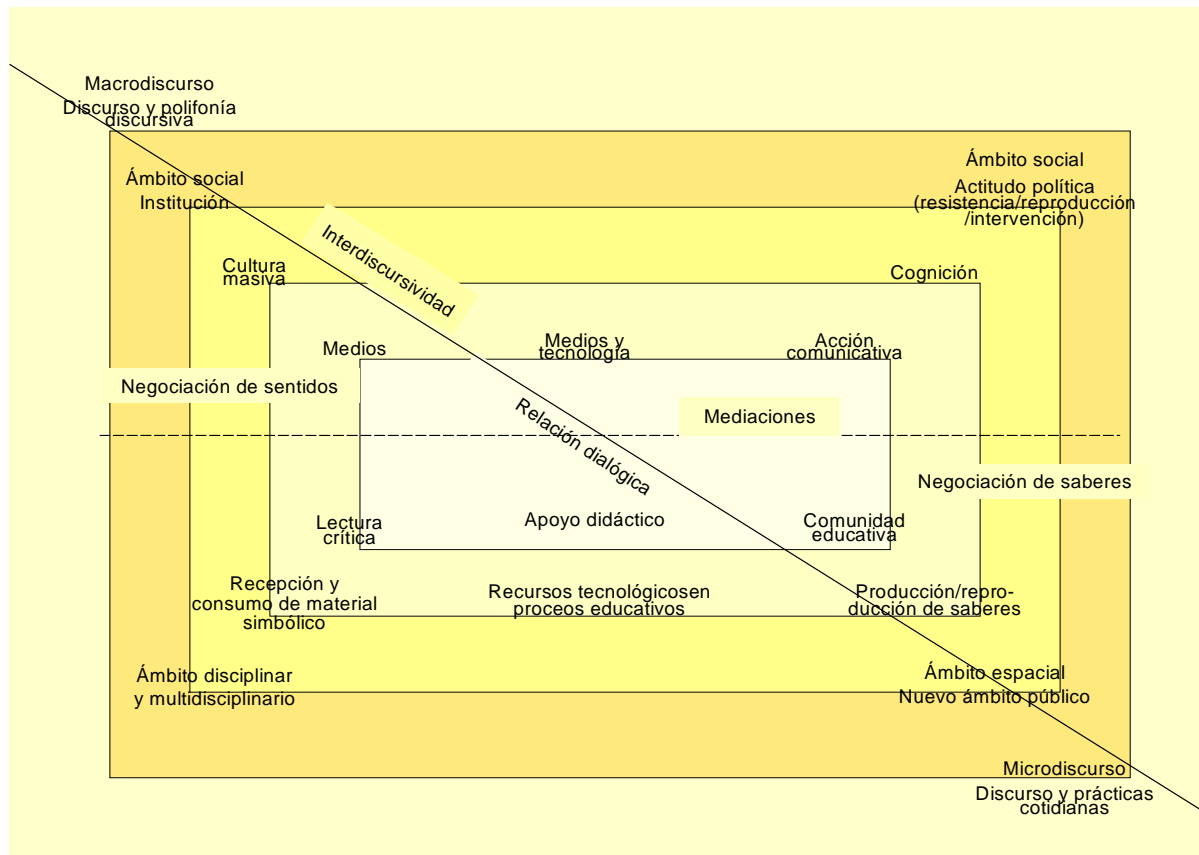 Macrodiscurso
Discurso y polifonía
discursiva
Ámbito social
Institución
Ámbito social
Actitudo política
(resistencia/reproducción
/intervención)
Interdiscursividad
Cultura
masiva
Cognición
Medios
Medios y
tecnología
Acción
comunicativa
Negociación de sentidos
Relación dialógica
Mediaciones
Negociación de saberes
Lectura
crítica
Apoyo didáctico
Comunidad
educativa
Recepción y
consumo de material
simbólico
Recursos tecnológicosen
proceos educativos
Producción/repro-
ducción de saberes
Ámbito disciplinar
y multidisciplinario
Ámbito espacial
Nuevo ámbito público
Microdiscurso
Discurso y prácticas
cotidianas